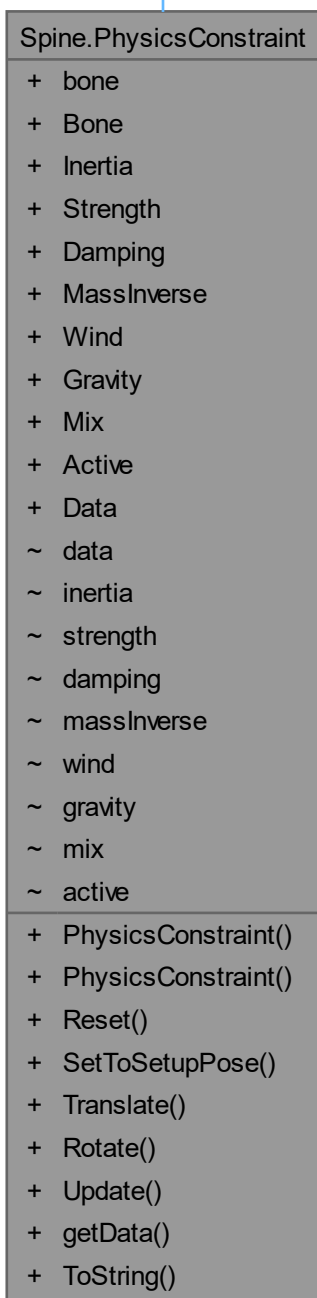 Spine.PhysicsConstraint
+ bone
+ Bone
+ Inertia
+ Strength
+ Damping
+ MassInverse
+ Wind
+ Gravity
+ Mix
+ Active
+ Data
~ data
~ inertia
~ strength
~ damping
~ massInverse
~ wind
~ gravity
~ mix
~ active
+ PhysicsConstraint()
+ PhysicsConstraint()
+ Reset()
+ SetToSetupPose()
+ Translate()
+ Rotate()
+ Update()
+ getData()
+ ToString()